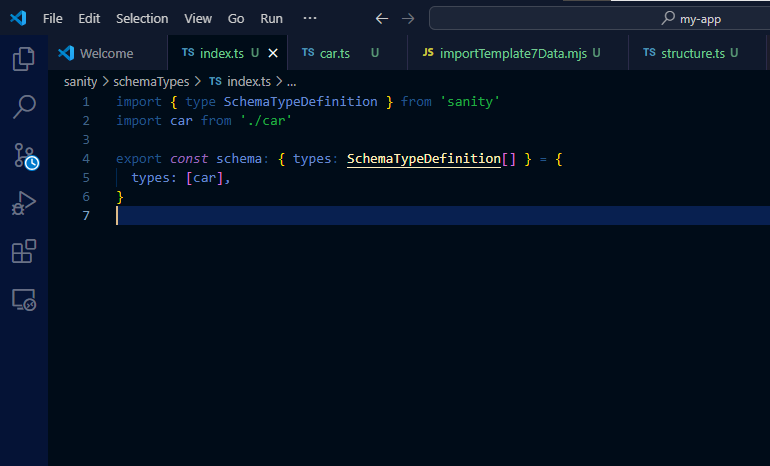 File Edit Selection View Go Run ··· my-app
Welcome TS index.ts U TS car.ts U JS importTemplate7Data.mjs U TS structure.ts U
sanity > schemaTypes > TS index.ts > ...
1 import { type SchemaTypeDefinition } from 'sanity'
2 import car from './car'
3
4 export const schema: { types: SchemaTypeDefinition[] } = {
5 types: [car],
6 }
7